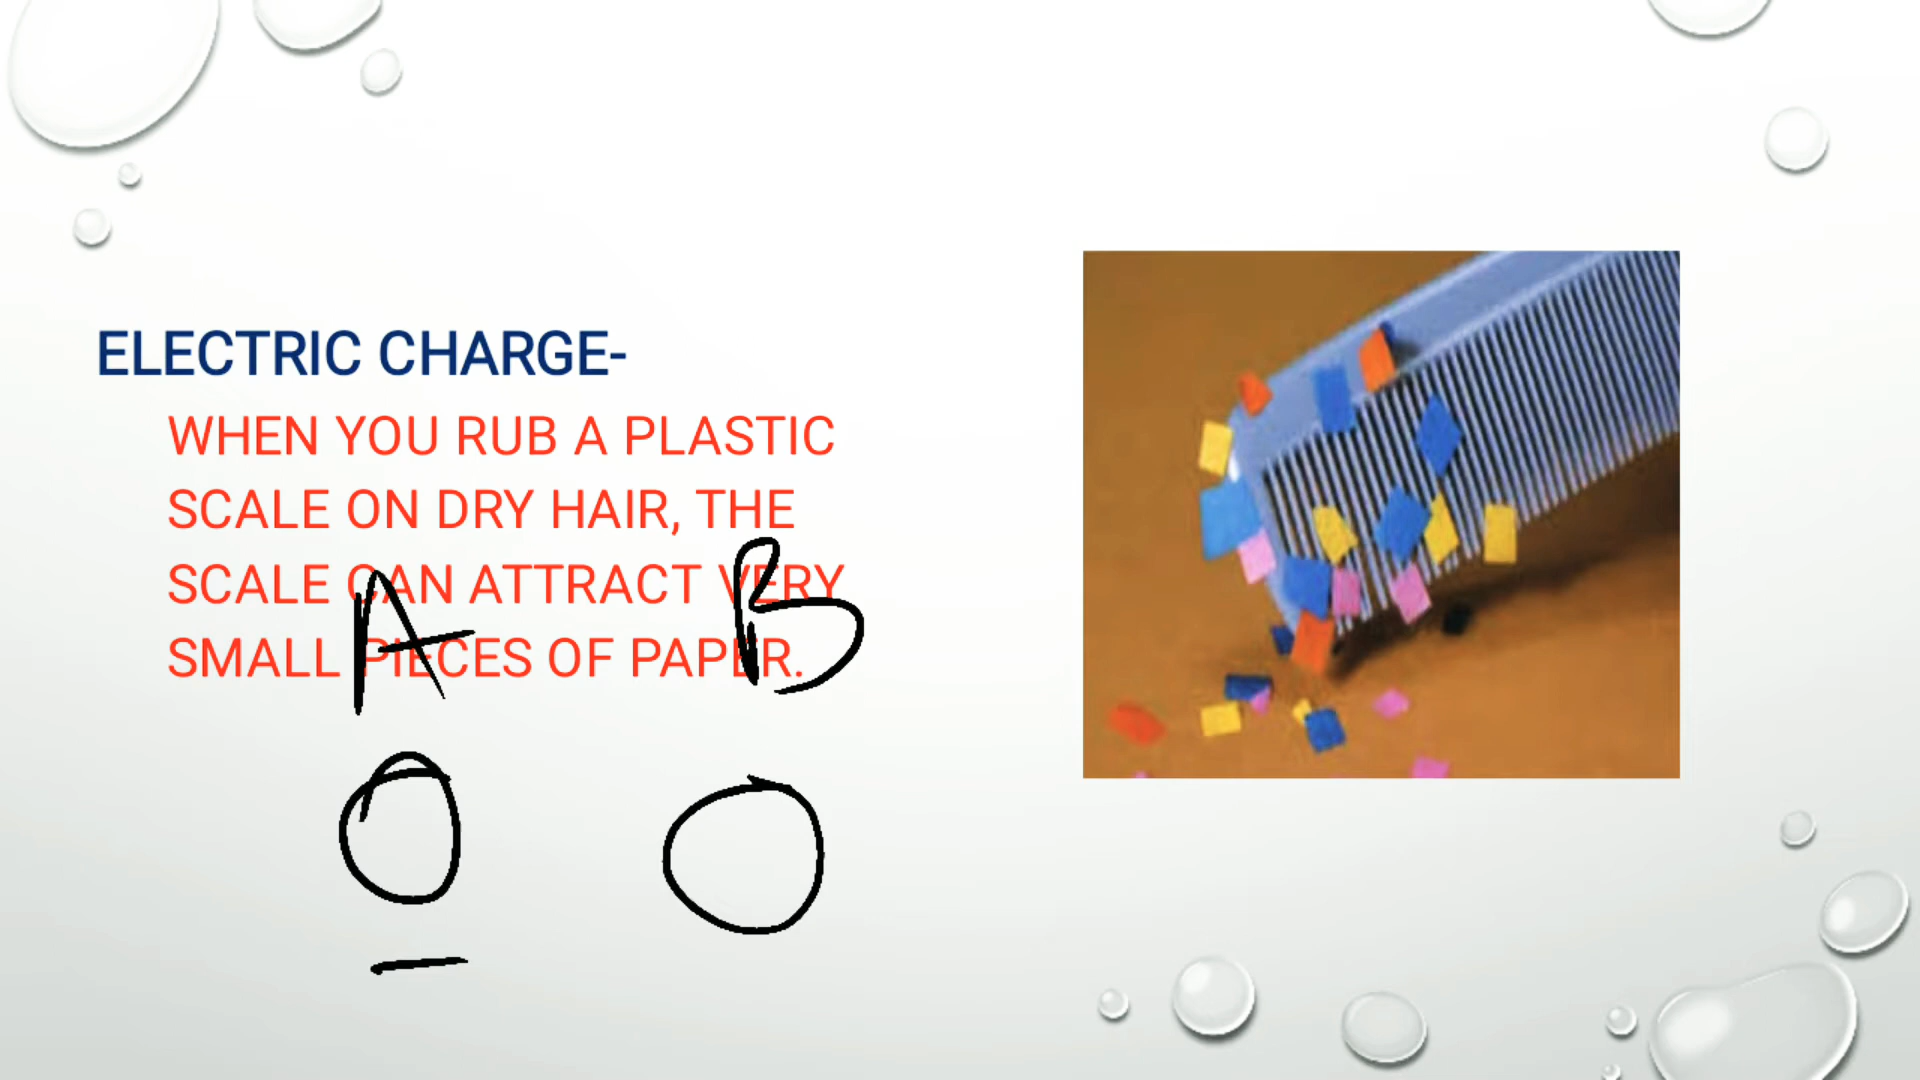 ELECTRIC CHARGE-
WHEN YOU RUB A PLASTIC
SCALE ON DRY HAIR, THE
SCALE CAN ATTRACT VERY
SMALL PIECES OF PAPER.
A B